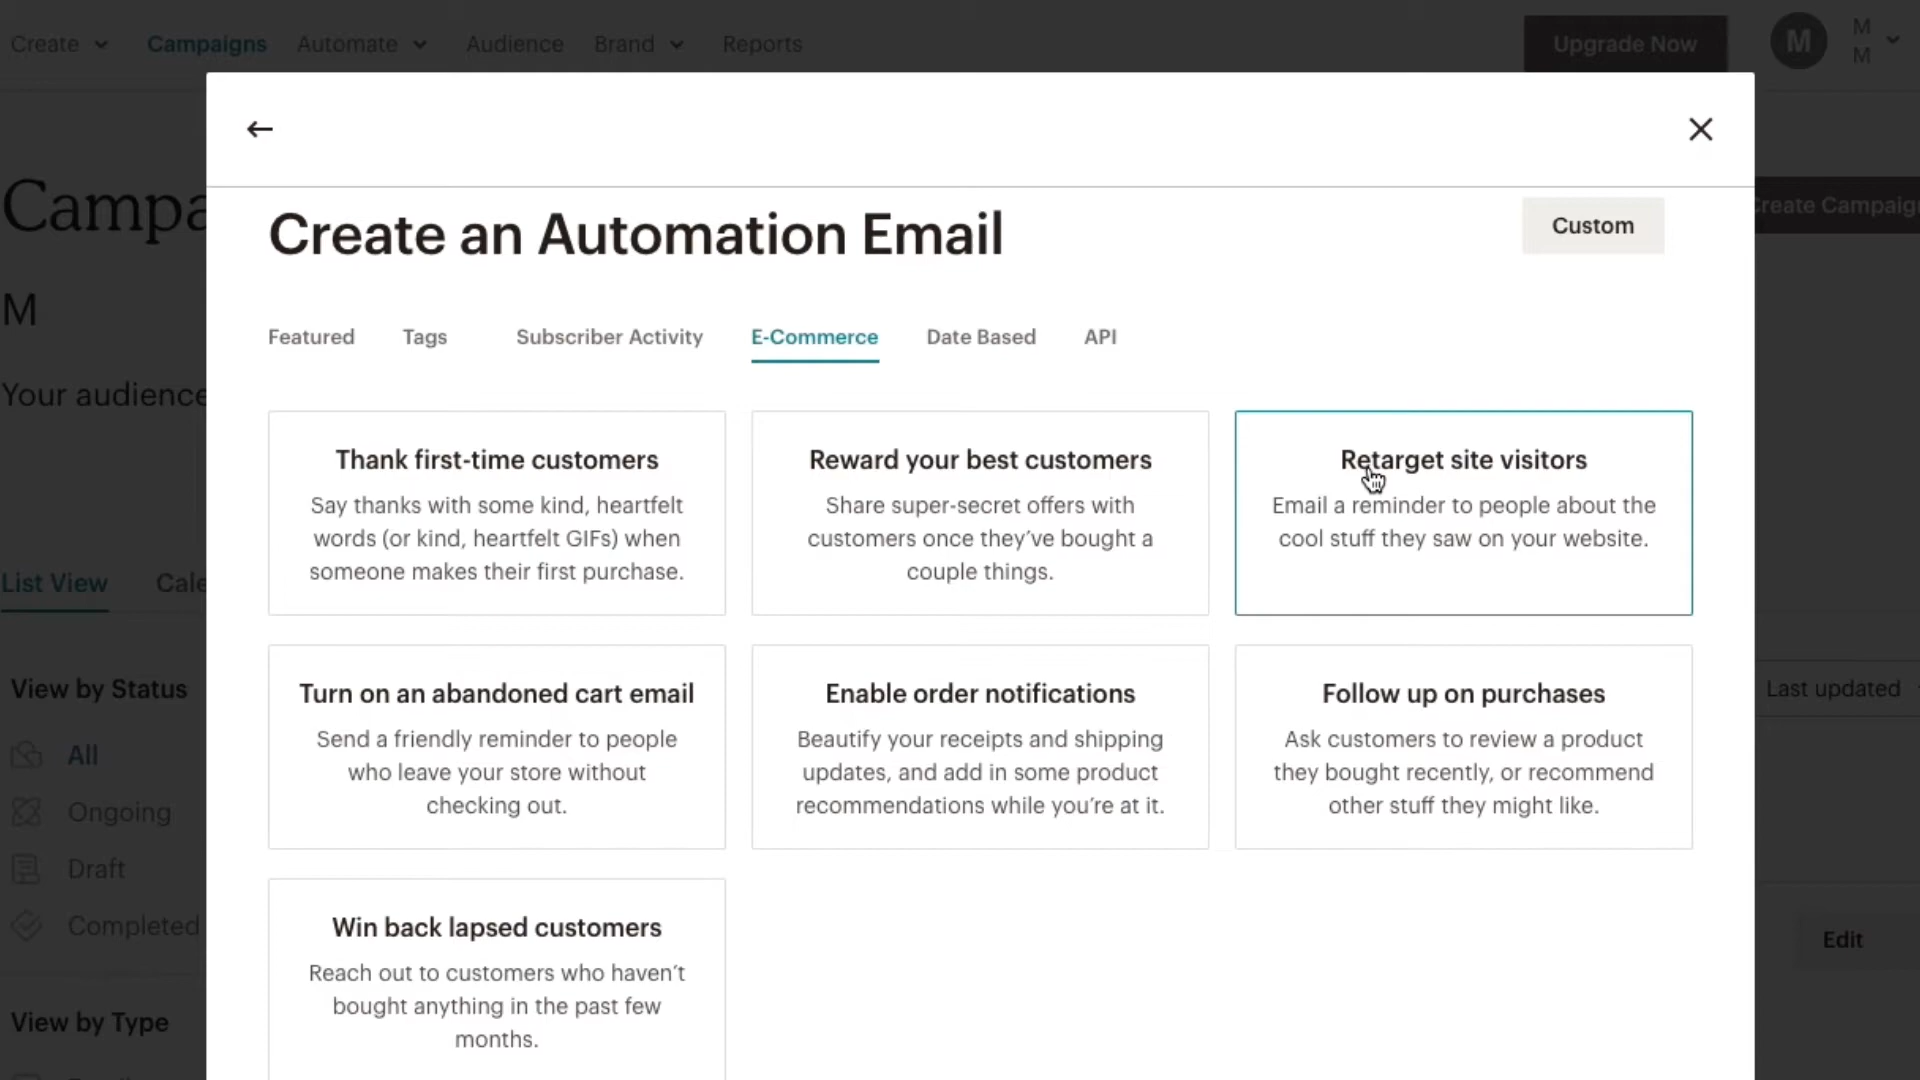 Create
Campaigns
Automate
Audience
Brand
Reports
Upgrade Now
M
M
M
Campa
Create Campaig
M
Your audience
List View
Cale
View by Status
All
Ongoing
Draft
Completed
View by Type
Last updated
Edit
Create an Automation Email
Custom
Featured
Tags
Subscriber Activity
E-Commerce
Date Based
API
Thank first-time customers
Say thanks with some kind, heartfelt
words (or kind, heartfelt GIFs) when
someone makes their first purchase.
Reward your best customers
Share super-secret offers with
customers once they’ve bought a
couple things.
Retarget site visitors
Email a reminder to people about the
cool stuff they saw on your website.
Turn on an abandoned cart email
Send a friendly reminder to people
who leave your store without
checking out.
Enable order notifications
Beautify your receipts and shipping
updates, and add in some product
recommendations while you’re at it.
Follow up on purchases
Ask customers to review a product
they bought recently, or recommend
other stuff they might like.
Win back lapsed customers
Reach out to customers who haven’t
bought anything in the past few
months.